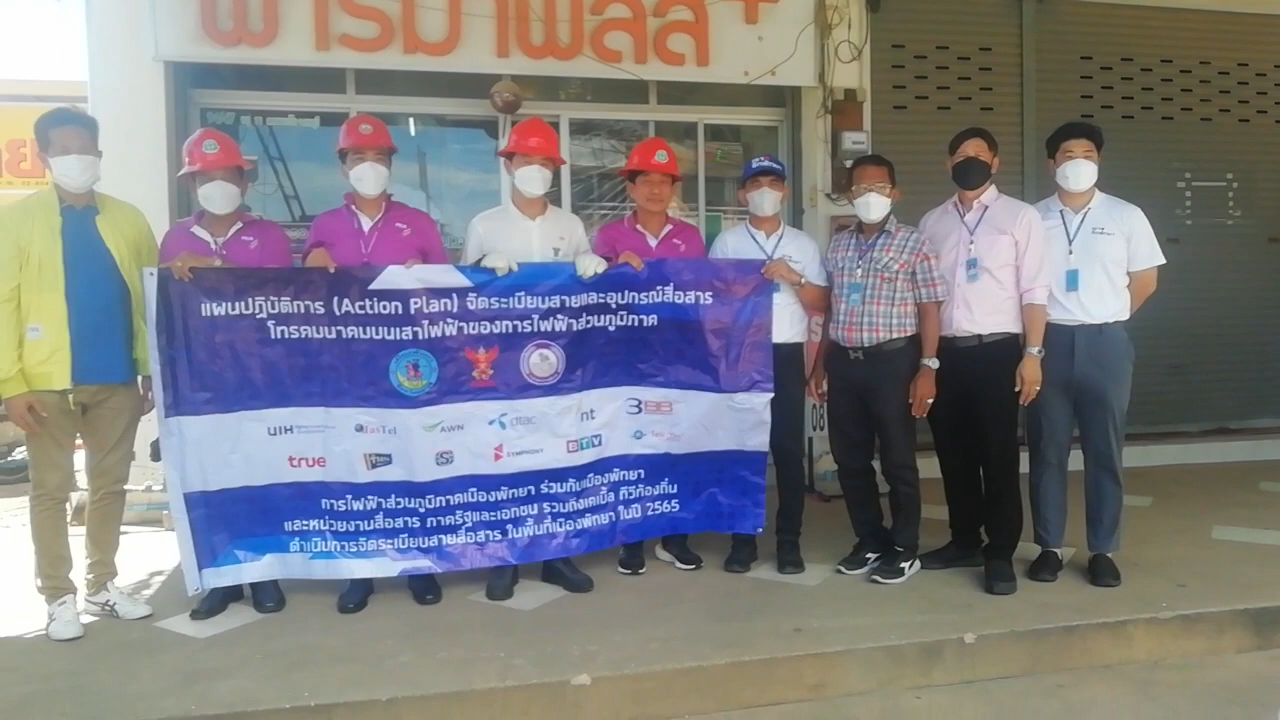 ฟาร์มาพลัส+
แผนปฏิบัติการ (Action Plan) จัดระเบียบสายและอุปกรณ์สื่อสาร
โทรคมนาคมบนเสาไฟฟ้าของการไฟฟ้าส่วนภูมิภาค
UIH JasTel AWN dtac nt 3BB
true SYMPHONY BTV
การไฟฟ้าส่วนภูมิภาคเมืองพัทยา ร่วมกับเมืองพัทยา
และหน่วยงานสื่อสาร ภาครัฐและเอกชน รวมถึงเคเบิ้ล ทีวีท้องถิ่น
ดำเนินการจัดระเบียบสายสื่อสาร ในพื้นที่เมืองพัทยา ในปี 2565
08